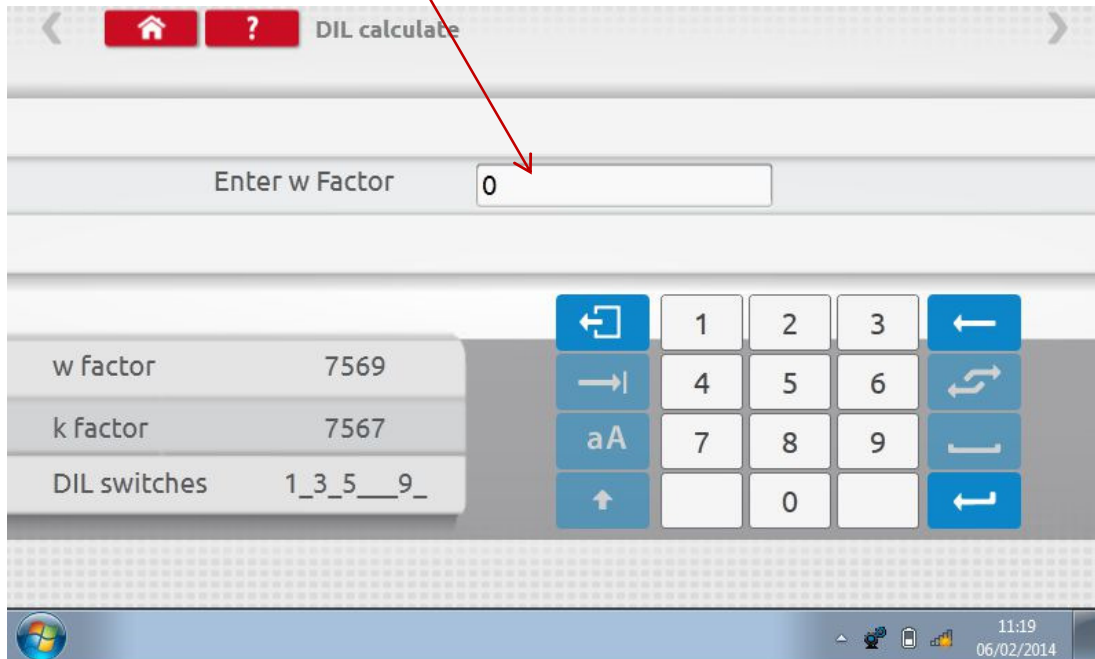 ? DIL calculate
Enter w Factor 0
1 2 3
w factor 7569
4 5 6
k factor 7567
aA 7 8 9
DIL switches 1_3_5___9_
0
11:19
06/02/2014